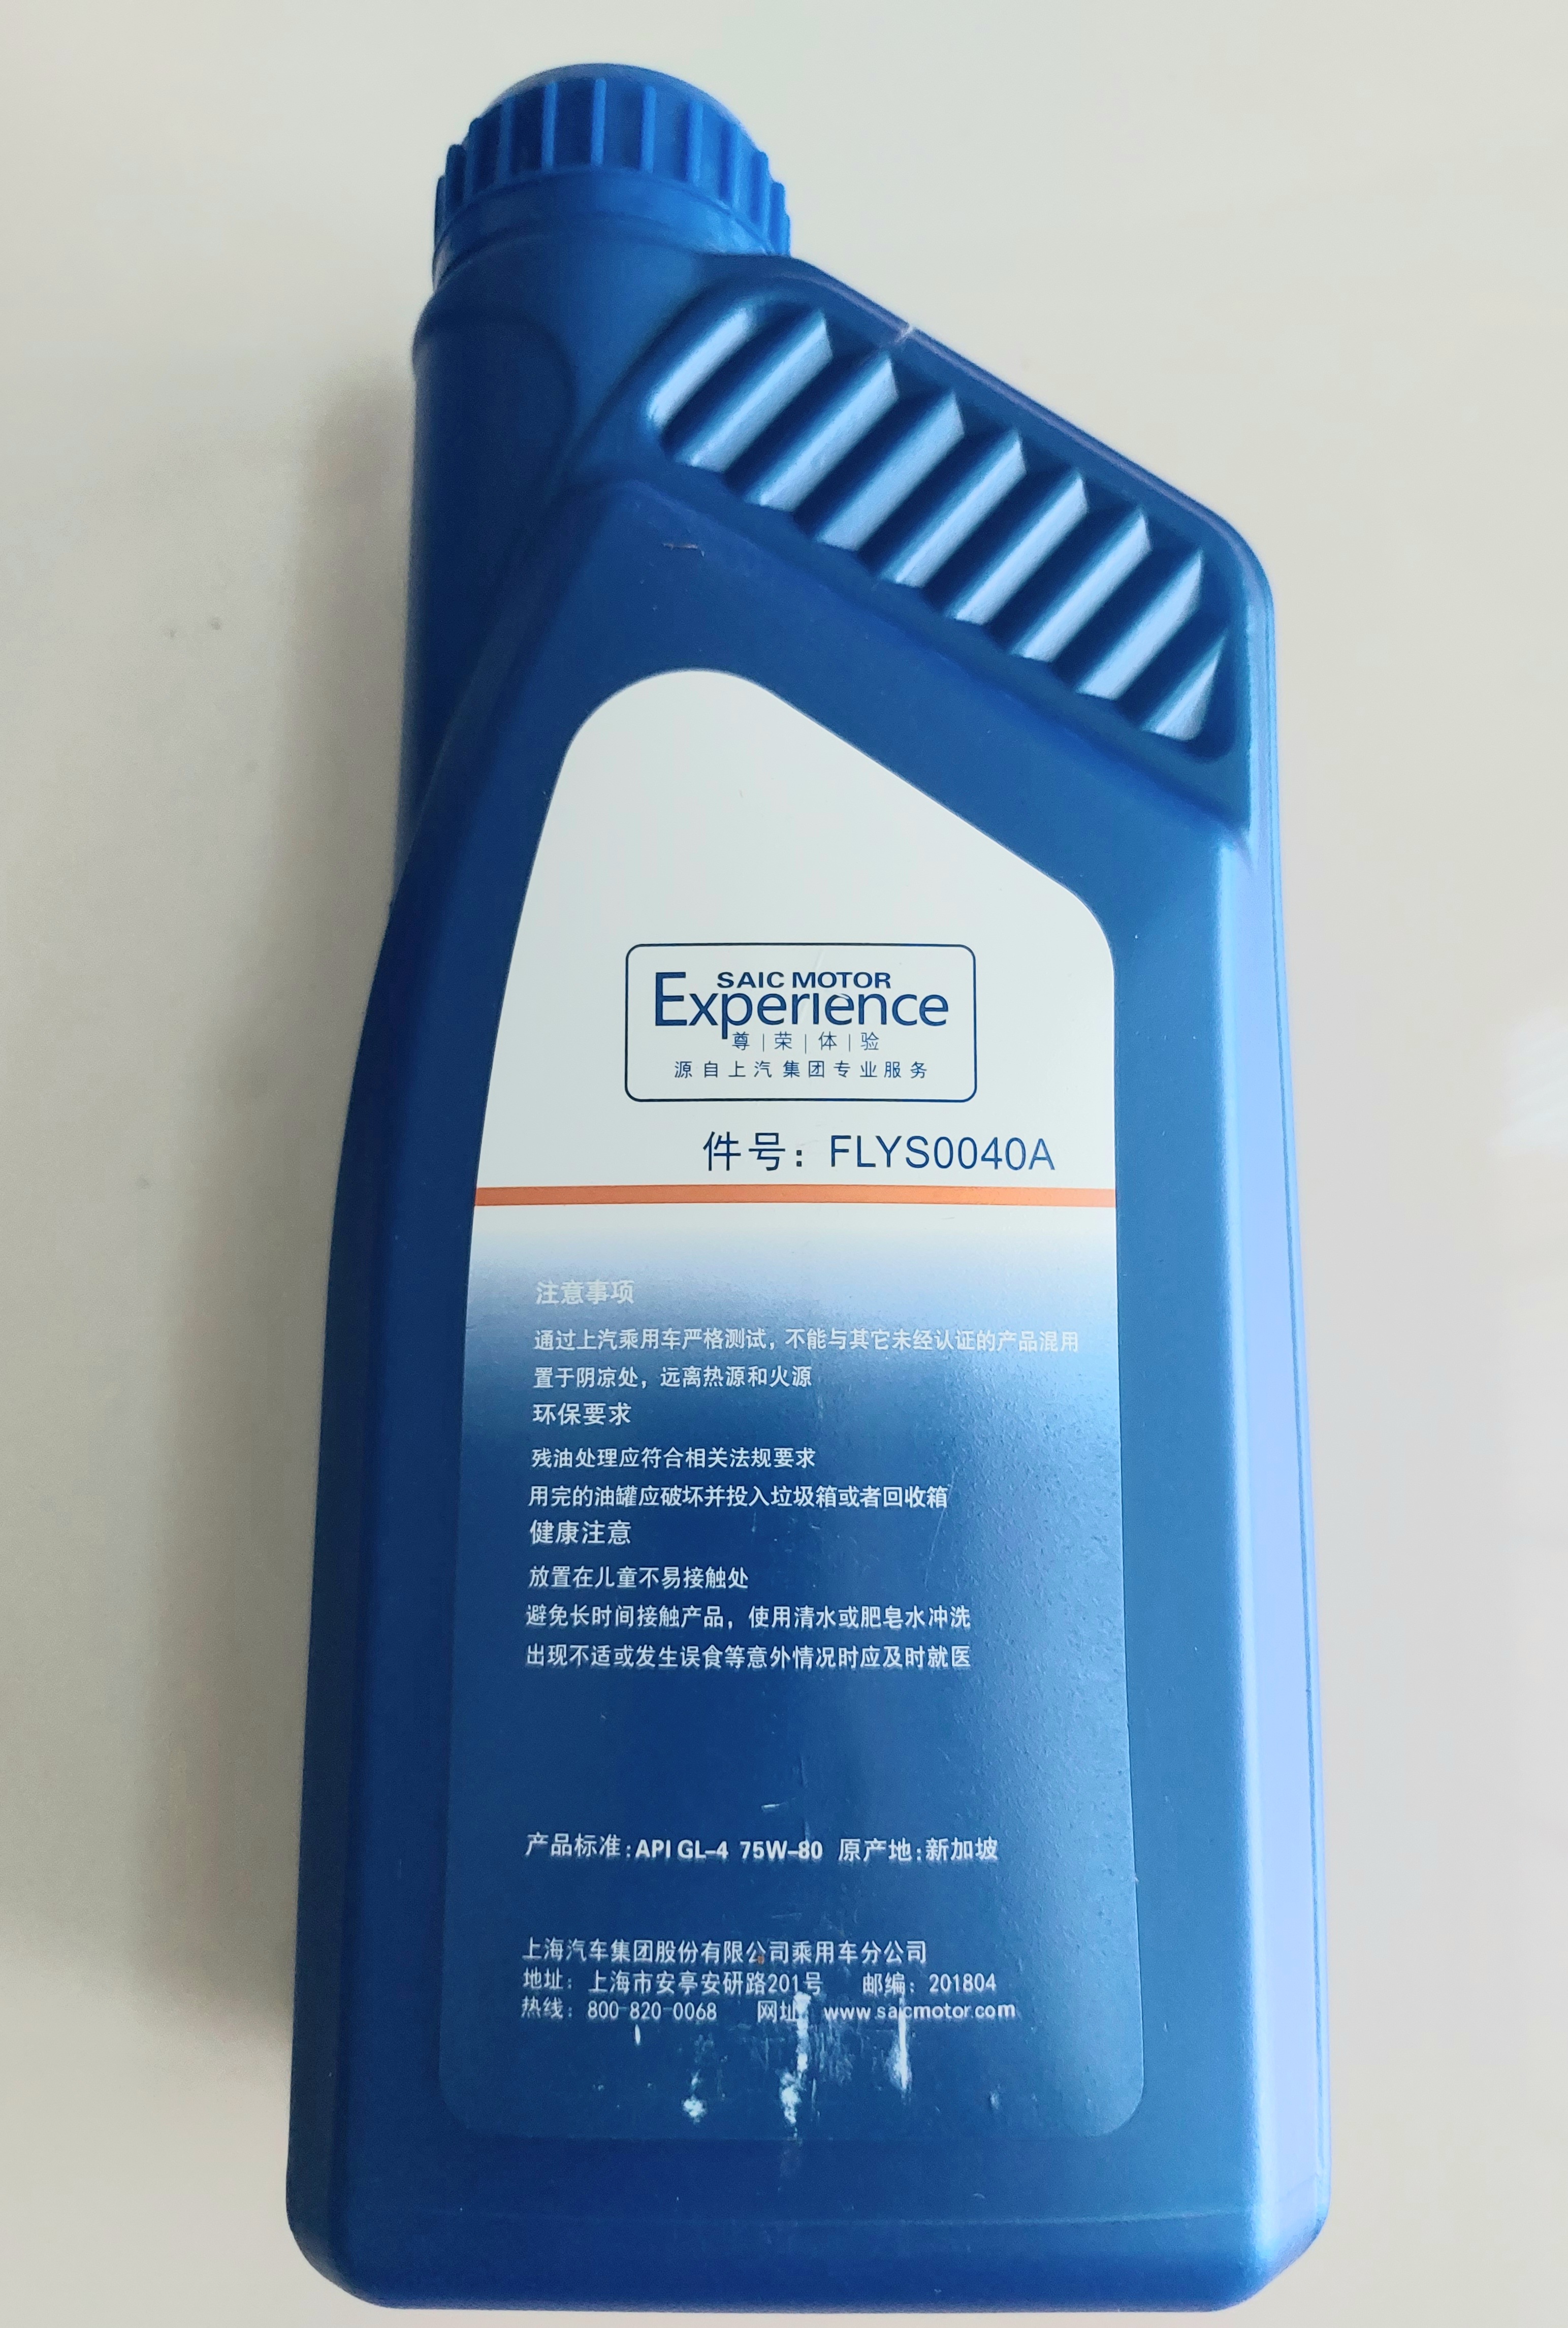 SAIC MOTOR
Experience
尊|荣|体|验
源自上汽集团专业服务
件号：FLYS0040A
注意事项
通过上汽乘用车严格测试，不能与其它未经认证的产品混用
置于阴凉处，远离热源和火源
环保要求
残油处理应符合相关法规要求
用完的油罐应破坏并投入垃圾箱或者回收箱
健康注意
放置在儿童不易接触处
避免长时间接触产品，使用清水或肥皂水冲洗
出现不适或发生误食等意外情况时应及时就医
产品标准:API GL-4 75W-80 原产地:新加坡
上海汽车集团股份有限公司乘用车分公司
地址：上海市安亭安研路201号 邮编：201804
热线：800-820-0068 网址：www.saicmotor.com